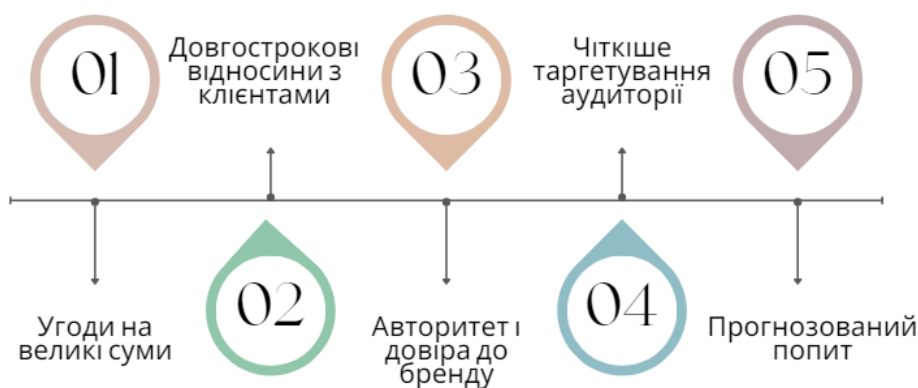 01
Угоди на
великі суми
02
Довгострокові
відносини з
клієнтами
03
Авторитет і
довіра до
бренду
04
Чіткіше
таргетування
аудиторії
05
Прогнозований
попит